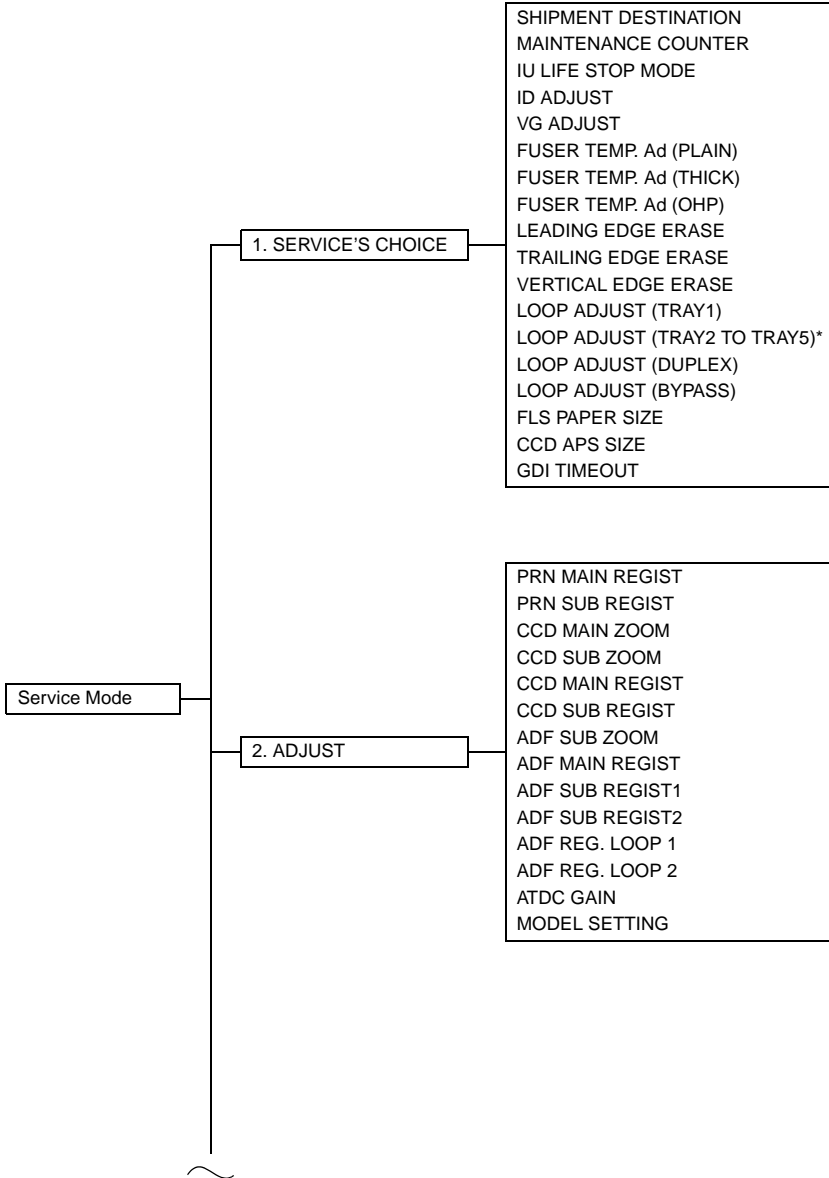 SHIPMENT DESTINATION
MAINTENANCE COUNTER
IU LIFE STOP MODE
ID ADJUST
VG ADJUST
FUSER TEMP. Ad (PLAIN)
FUSER TEMP. Ad (THICK)
FUSER TEMP. Ad (OHP)
1. SERVICE'S CHOICE
LEADING EDGE ERASE
TRAILING EDGE ERASE
VERTICAL EDGE ERASE
LOOP ADJUST (TRAY1)
LOOP ADJUST (TRAY2 TO TRAY5)*
LOOP ADJUST (DUPLEX)
LOOP ADJUST (BYPASS)
FLS PAPER SIZE
CCD APS SIZE
GDI TIMEOUT
Service Mode
2. ADJUST
PRN MAIN REGIST
PRN SUB REGIST
CCD MAIN ZOOM
CCD SUB ZOOM
CCD MAIN REGIST
CCD SUB REGIST
ADF SUB ZOOM
ADF MAIN REGIST
ADF SUB REGIST1
ADF SUB REGIST2
ADF REG. LOOP 1
ADF REG. LOOP 2
ATDC GAIN
MODEL SETTING